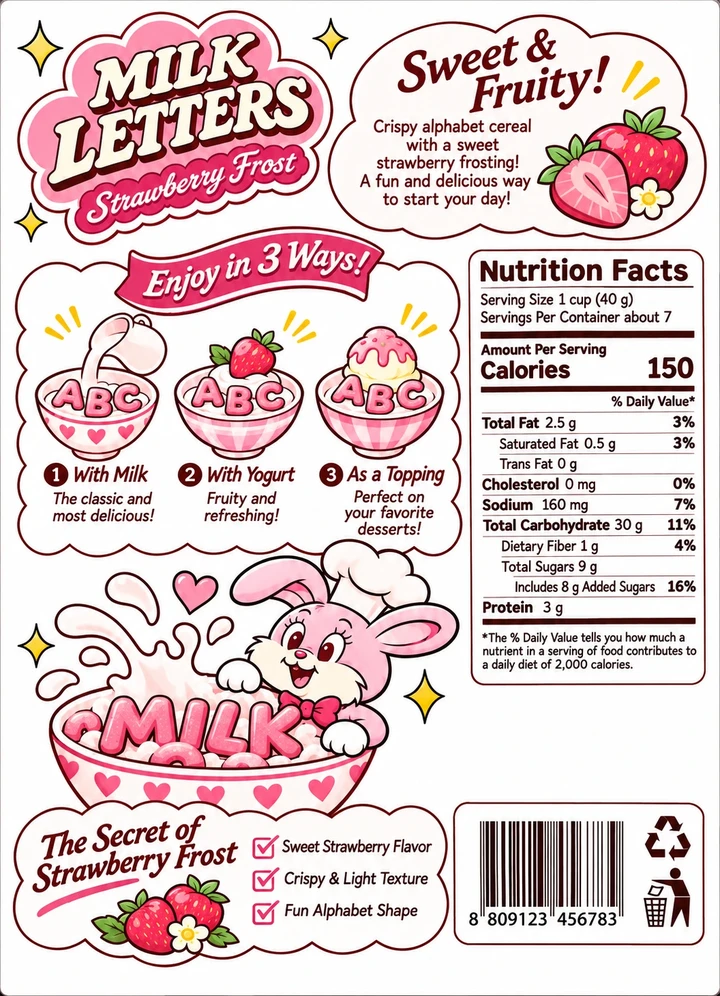 MILK
LETTERS
Strawberry Frost
Sweet &
Fruity!
Crispy alphabet cereal
with a sweet
strawberry frosting!
A fun and delicious way
to start your day!
Enjoy in 3 Ways!
ABC
ABC
ABC
1 With Milk
The classic and
most delicious!
2 With Yogurt
Fruity and
refreshing!
3 As a Topping
Perfect on
your favorite
desserts!
Nutrition Facts
Serving Size 1 cup (40 g)
Servings Per Container about 7
Amount Per Serving
Calories 150
% Daily Value*
Total Fat 2.5 g 3%
Saturated Fat 0.5 g 3%
Trans Fat 0 g
Cholesterol 0 mg 0%
Sodium 160 mg 7%
Total Carbohydrate 30 g 11%
Dietary Fiber 1 g 4%
Total Sugars 9 g
Includes 8 g Added Sugars 16%
Protein 3 g
*The % Daily Value tells you how much a
nutrient in a serving of food contributes to
a daily diet of 2,000 calories.
MILK
The Secret of
Strawberry Frost
Sweet Strawberry Flavor
Crispy & Light Texture
Fun Alphabet Shape
8 809123 456783